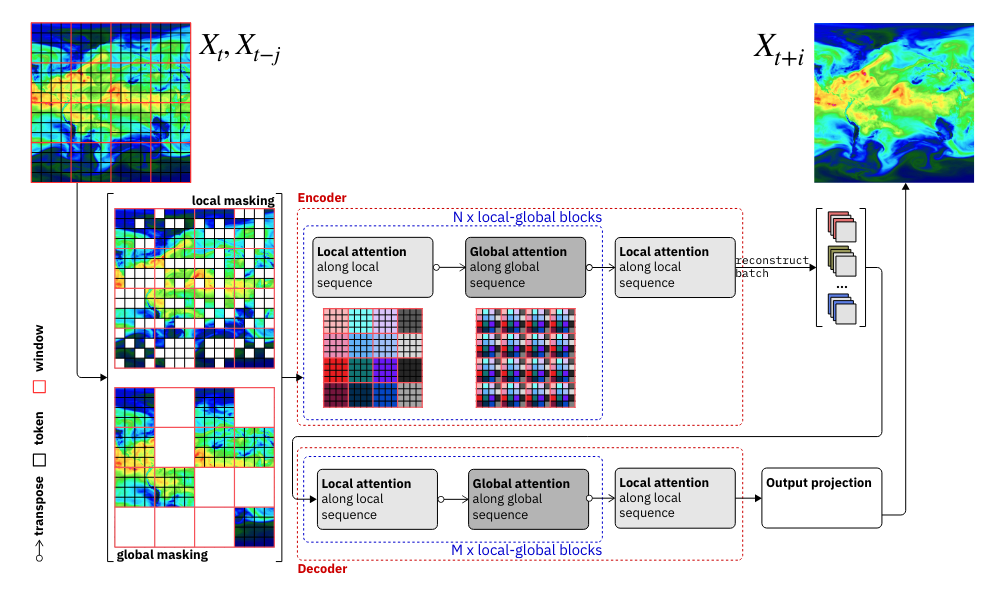 X_t, X_{t−j}
X_{t+i}
local masking
global masking
Encoder
N x local-global blocks
Local attention
along local
sequence
Global attention
along global
sequence
Local attention
along local
sequence
reconstruct
batch
...
Local attention
along local
sequence
Global attention
along global
sequence
Local attention
along local
sequence
Output projection
M x local-global blocks
Decoder
window
token
transpose